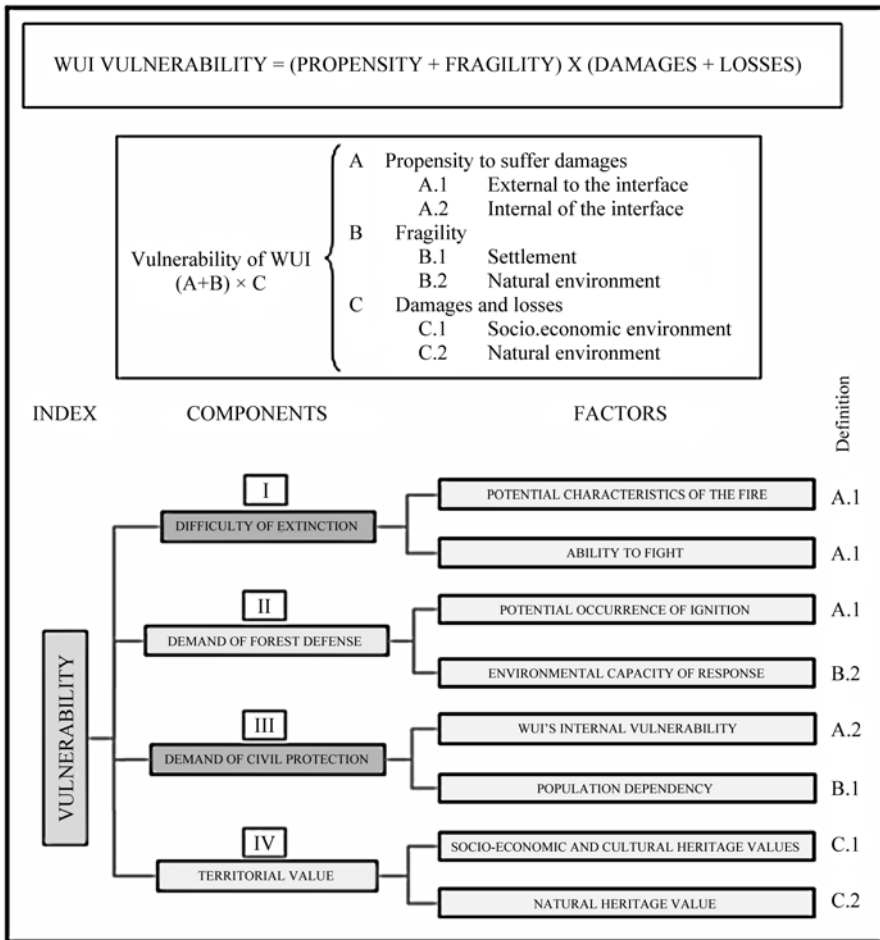 WUI VULNERABILITY = (PROPENSITY + FRAGILITY) X (DAMAGES + LOSSES)
Vulnerability of WUI
(A+B) × C
A Propensity to suffer damages
A.1 External to the interface
A.2 Internal of the interface
B Fragility
B.1 Settlement
B.2 Natural environment
C Damages and losses
C.1 Socio.economic environment
C.2 Natural environment
INDEX COMPONENTS FACTORS Definition
VULNERABILITY
I
DIFFICULTY OF EXTINCTION
POTENTIAL CHARACTERISTICS OF THE FIRE A.1
ABILITY TO FIGHT A.1
II
DEMAND OF FOREST DEFENSE
POTENTIAL OCCURRENCE OF IGNITION A.1
ENVIRONMENTAL CAPACITY OF RESPONSE B.2
III
DEMAND OF CIVIL PROTECTION
WUI'S INTERNAL VULNERABILITY A.2
POPULATION DEPENDENCY B.1
IV
TERRITORIAL VALUE
SOCIO-ECONOMIC AND CULTURAL HERITAGE VALUES C.1
NATURAL HERITAGE VALUE C.2